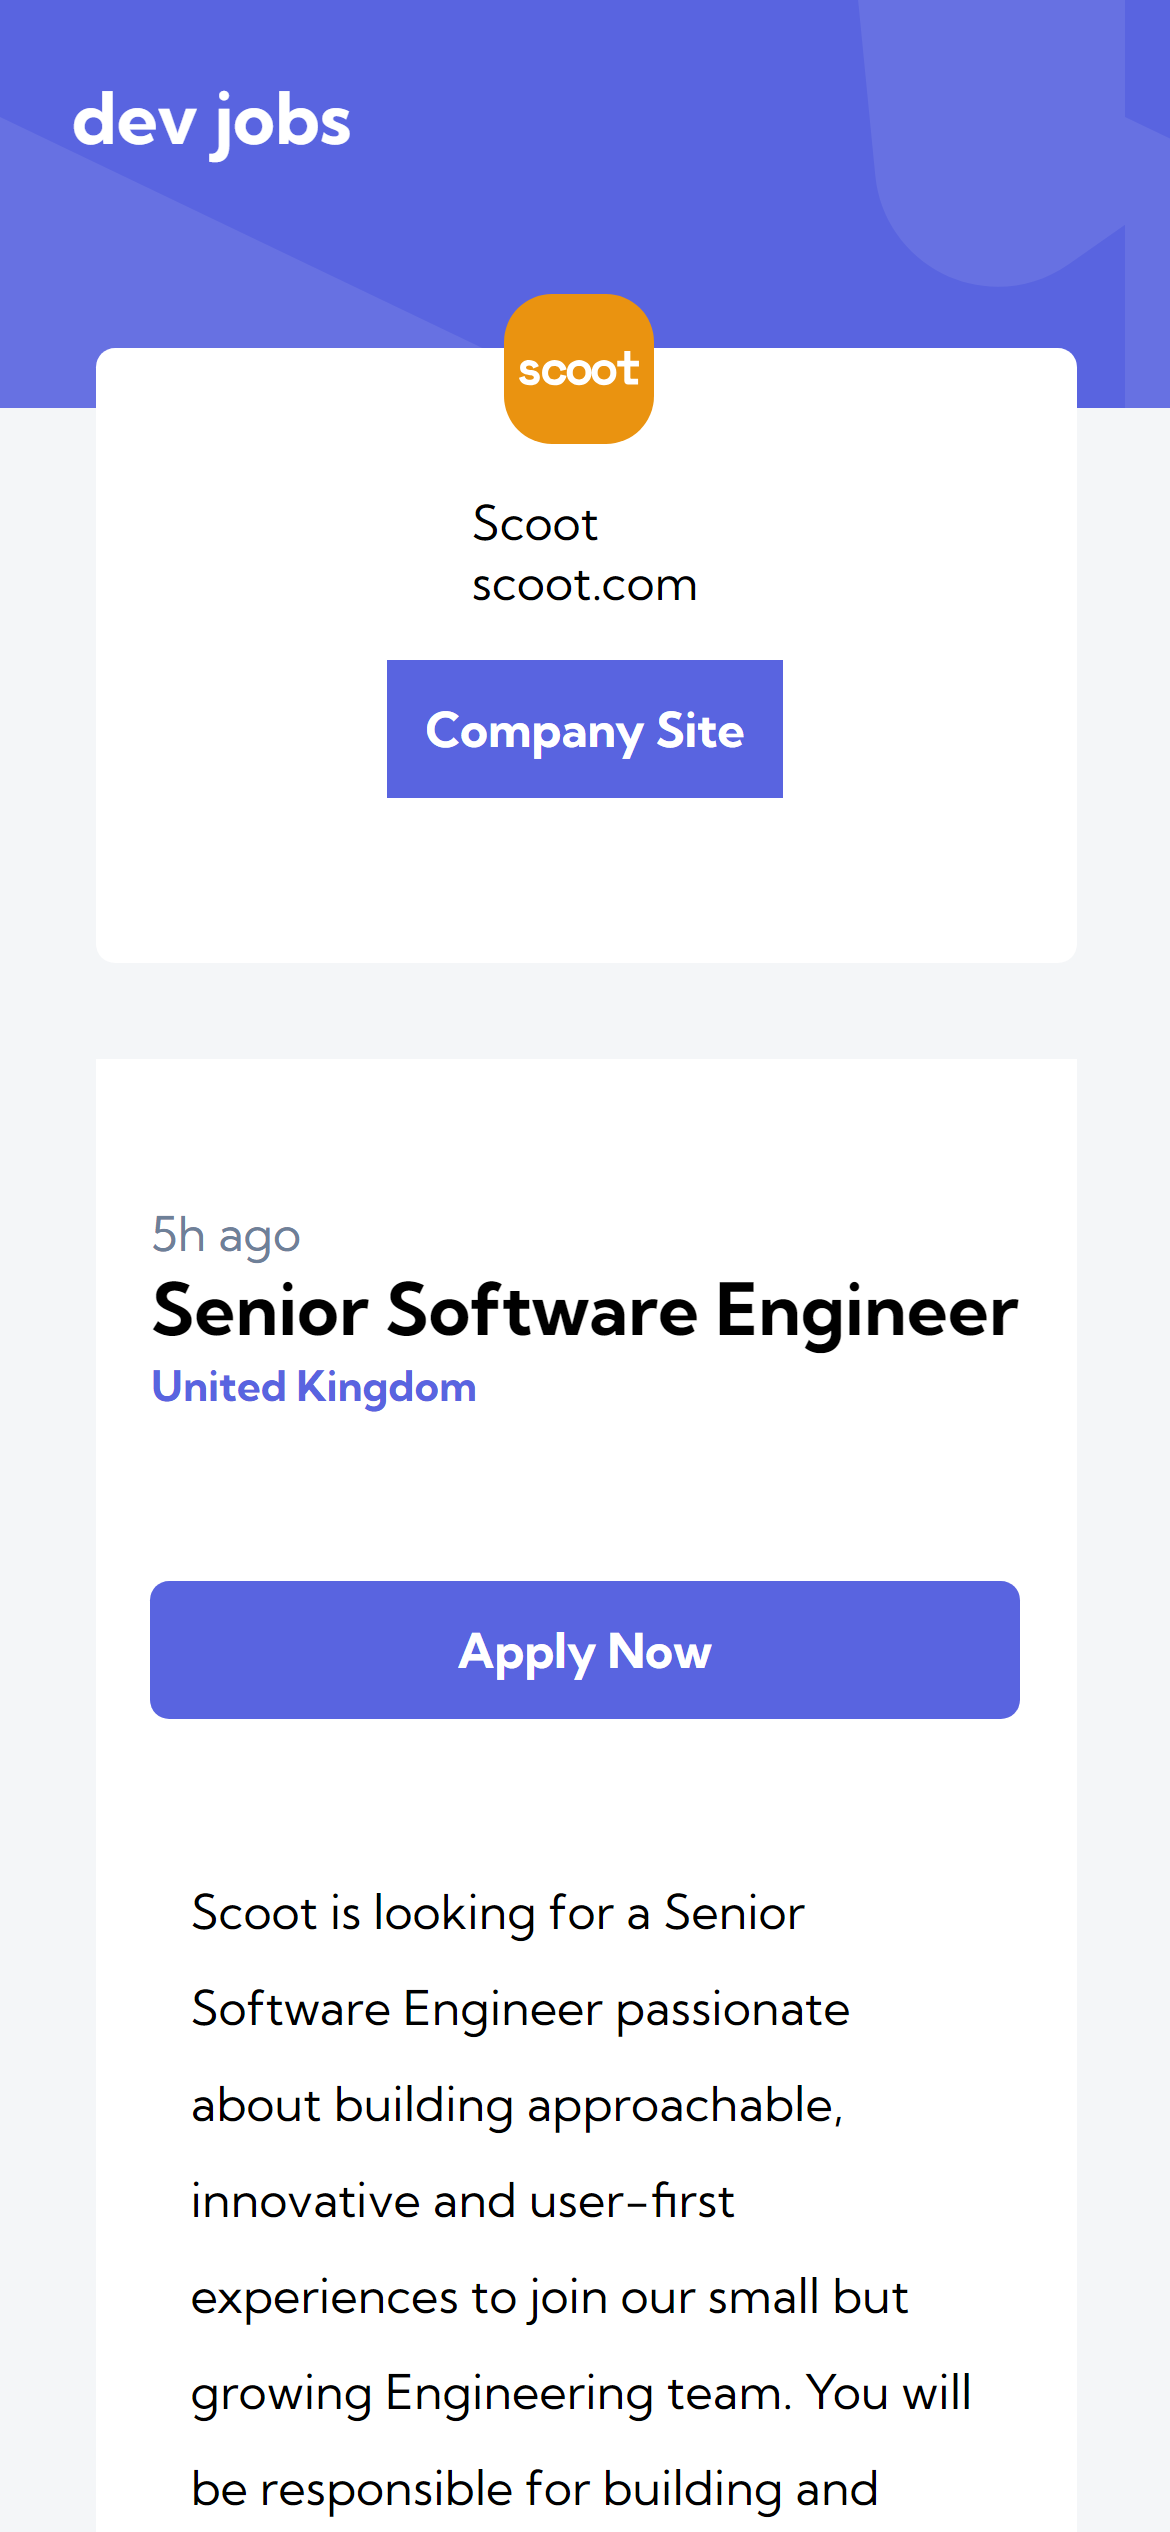 dev jobs
scoot
Scoot
scoot.com
Company Site
5h ago
Senior Software Engineer
United Kingdom
Apply Now
Scoot is looking for a Senior
Software Engineer passionate
about building approachable,
innovative and user-first
experiences to join our small but
growing Engineering team. You will
be responsible for building and